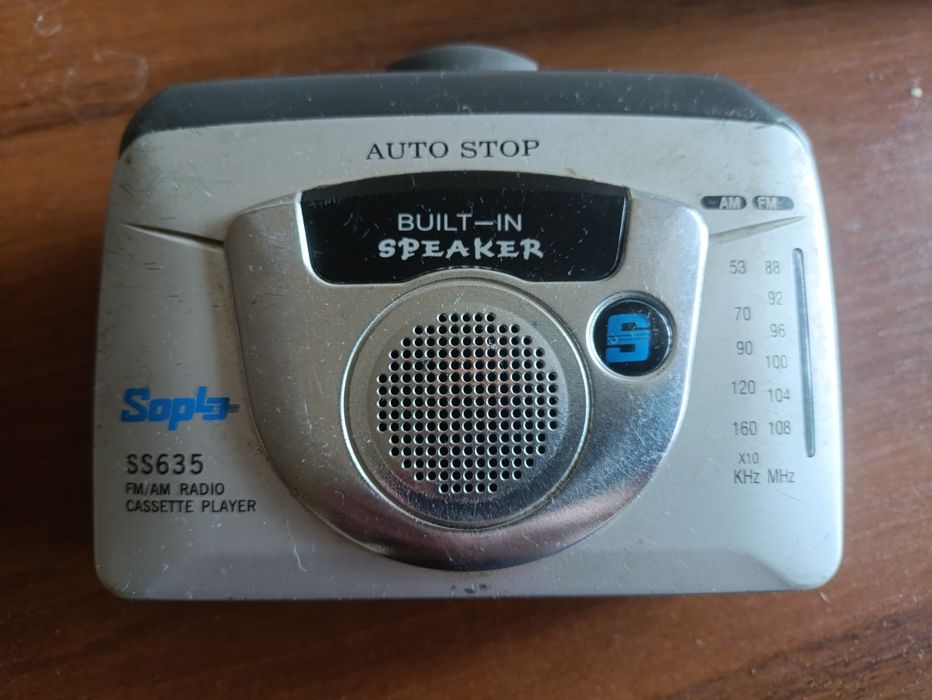 AUTO STOP
BUILT-IN
SPEAKER
AM FM
53 88
92
70
96
90
100
120
104
160 108
X10
KHz MHz
S
SS635
FM/AM RADIO
CASSETTE PLAYER